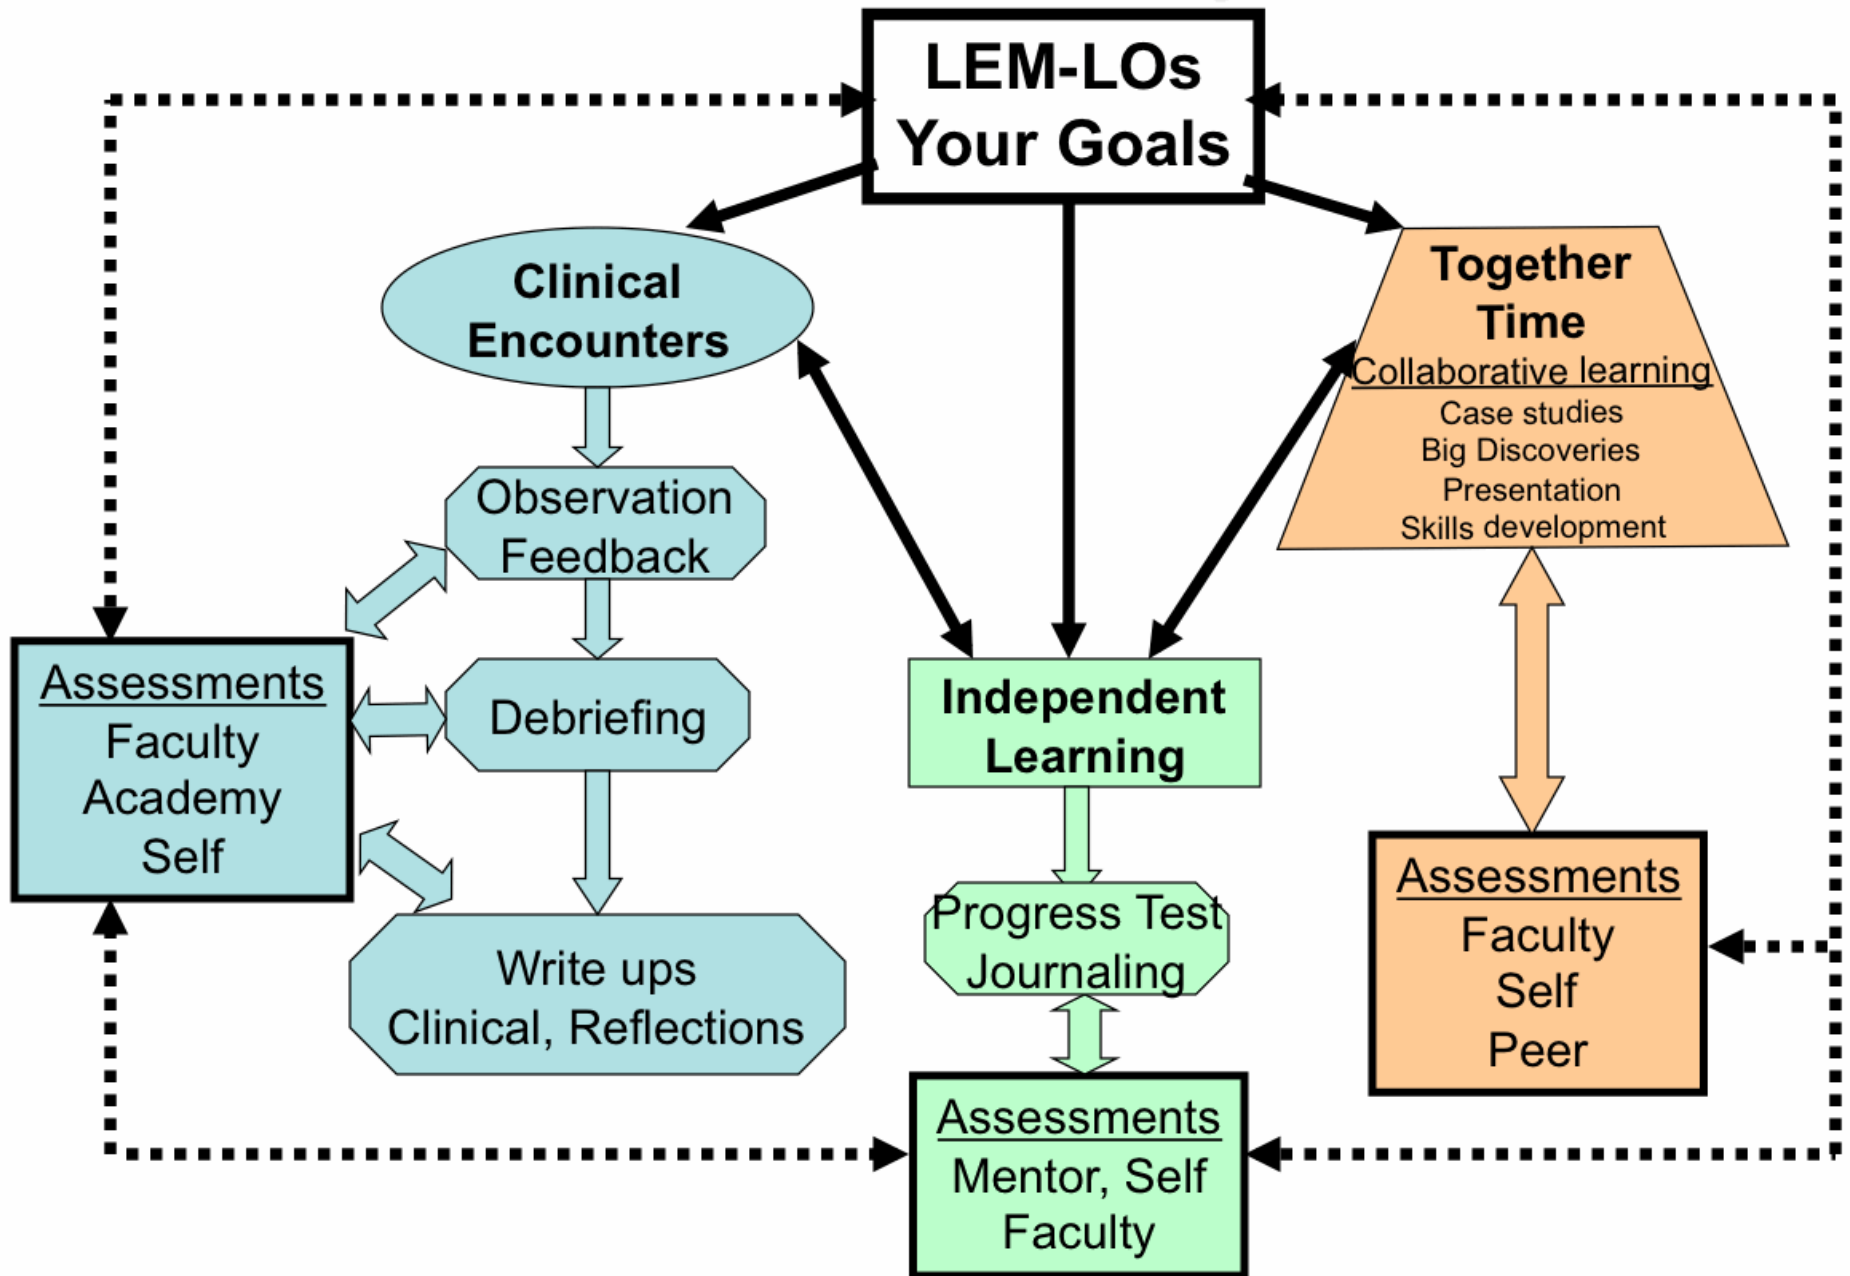 LEM-LOs
Your Goals
Clinical
Encounters
Together
Time
Collaborative learning
Case studies
Big Discoveries
Presentation
Skills development
Observation
Feedback
Assessments
Faculty
Academy
Self
Debriefing
Independent
Learning
Write ups
Clinical, Reflections
Progress Test
Journaling
Assessments
Faculty
Self
Peer
Assessments
Mentor, Self
Faculty